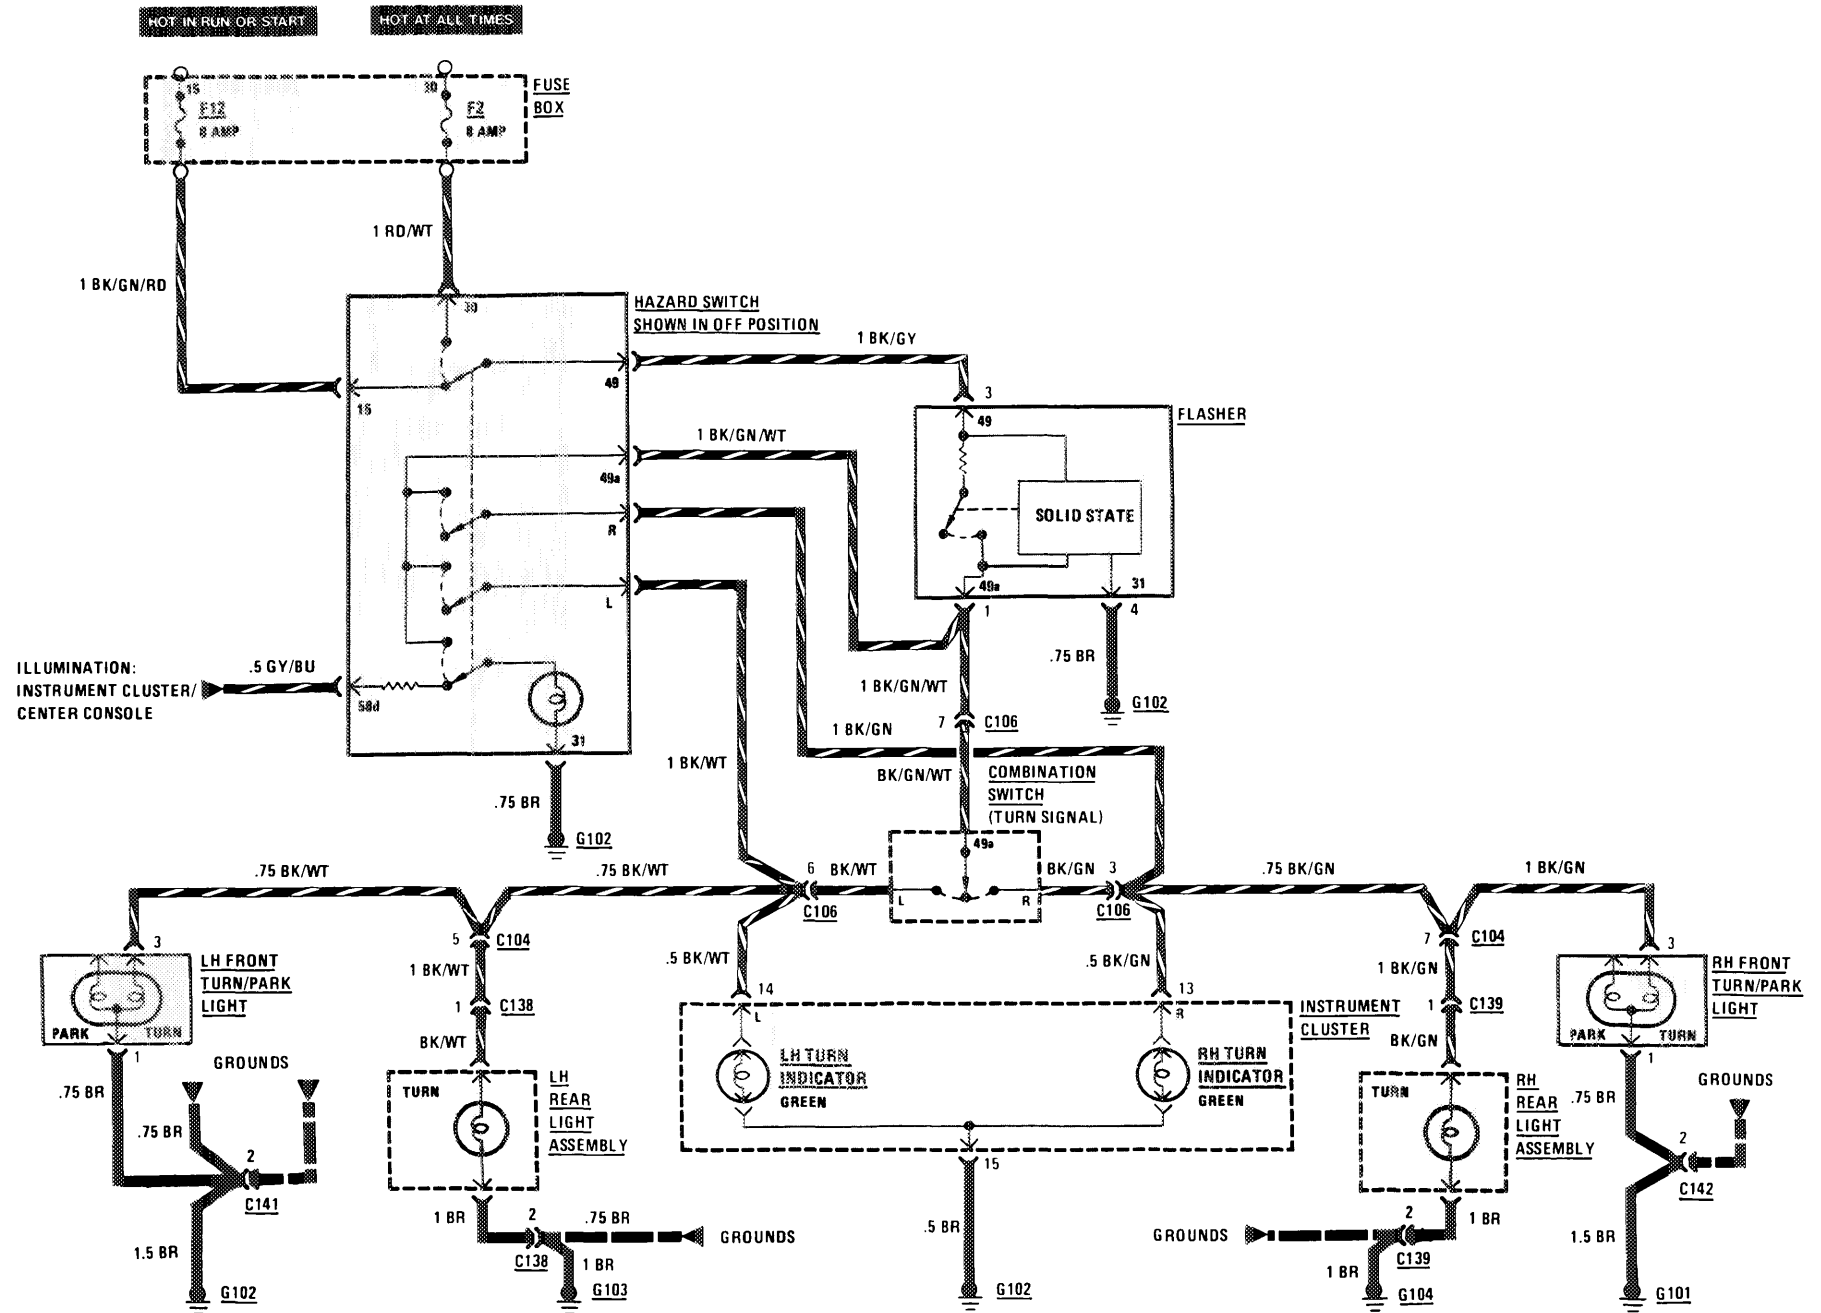 HOT IN RUN OR START
HOT AT ALL TIMES
15
F12
8 AMP
30
F2
8 AMP
FUSE
BOX
1 RD/WT
1 BK/GN/RD
30
HAZARD SWITCH
SHOWN IN OFF POSITION
1 BK/GY
49
15
3
49
FLASHER
1 BK/GN/WT
49a
R
SOLID STATE
L
49a
31
1
4
.75 BR
G102
ILLUMINATION:
INSTRUMENT CLUSTER/
CENTER CONSOLE
.5 GY/BU
58d
31
.75 BR
G102
1 BK/GN/WT
7
C106
1 BK/GN
1 BK/WT
BK/GN/WT
COMBINATION
SWITCH
(TURN SIGNAL)
49a
L
R
.75 BK/WT
.75 BK/WT
6
BK/WT
C106
BK/GN
3
C106
.75 BK/GN
1 BK/GN
3
5
C104
LH FRONT
TURN/PARK
LIGHT
PARK
TURN
1
1 BK/WT
1
C138
BK/WT
.5 BK/WT
14
L
.5 BK/GN
13
R
INSTRUMENT
CLUSTER
7
C104
1 BK/GN
1
C139
BK/GN
3
RH FRONT
TURN/PARK
LIGHT
PARK
TURN
1
GROUNDS
.75 BR
.75 BR
2
C141
1.5 BR
G102
TURN
LH
REAR
LIGHT
ASSEMBLY
1 BR
2
C138
.75 BR
GROUNDS
1 BR
G103
LH TURN
INDICATOR
GREEN
RH TURN
INDICATOR
GREEN
15
.5 BR
G102
TURN
RH
REAR
LIGHT
ASSEMBLY
GROUNDS
2
C139
1 BR
1 BR
G104
GROUNDS
.75 BR
2
C142
1.5 BR
G101